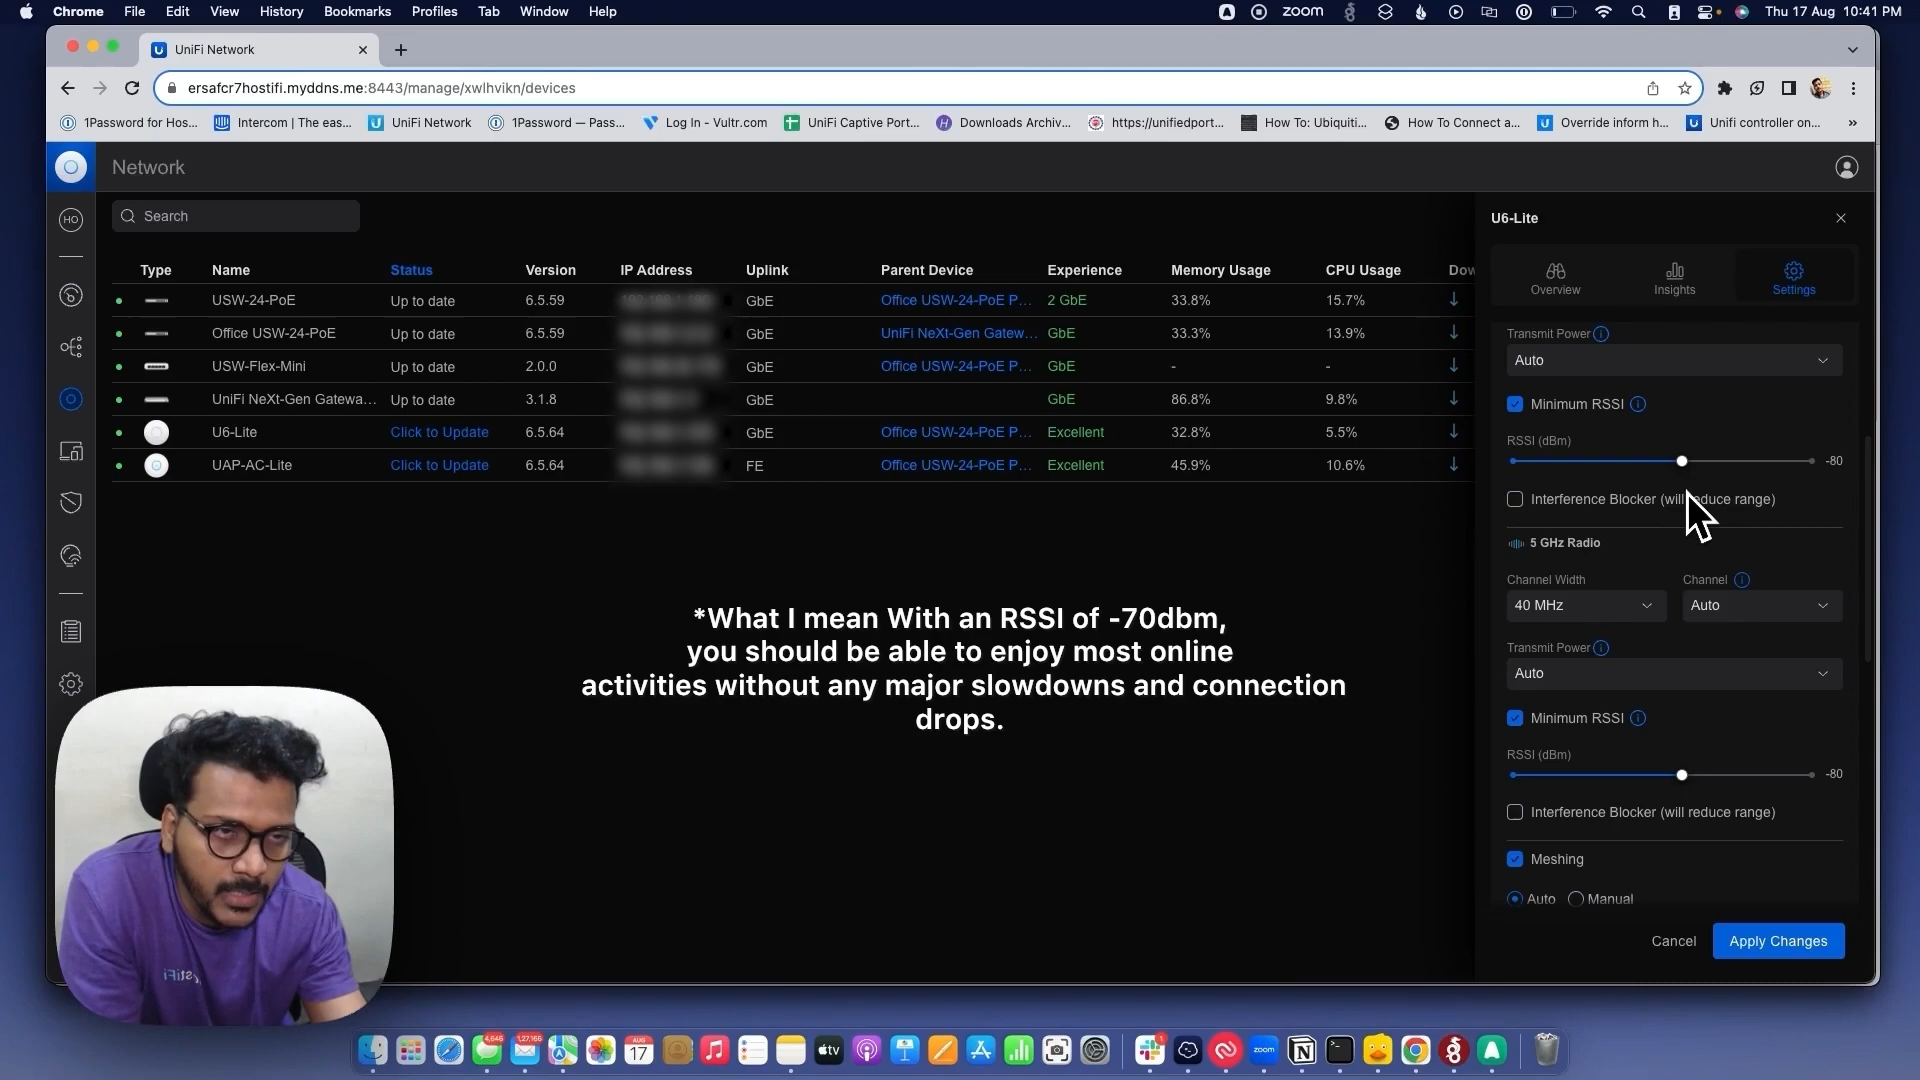 Chrome File Edit View History Bookmarks Profiles Tab Window Help zoom Thu 17 Aug 10:41 PM
UniFi Network
ersafcr7hostifi.myddns.me:8443/manage/xwlhvikn/devices
1Password for Hos... Intercom | The eas... UniFi Network 1Password — Pass... Log In - Vultr.com UniFi Captive Port... Downloads Archiv... https://unifiedport... How To: Ubiquiti... How To Connect a... Override inform h... Unifi controller on... »
Network
HO
Search
Type Name Status Version IP Address Uplink Parent Device Experience Memory Usage CPU Usage Dow
USW-24-PoE Up to date 6.5.59 GbE Office USW-24-PoE P... 2 GbE 33.8% 15.7%
Office USW-24-PoE Up to date 6.5.59 GbE UniFi NeXt-Gen Gatew... GbE 33.3% 13.9%
USW-Flex-Mini Up to date 2.0.0 GbE Office USW-24-PoE P... GbE - -
UniFi NeXt-Gen Gatewa... Up to date 3.1.8 GbE GbE 86.8% 9.8%
U6-Lite Click to Update 6.5.64 GbE Office USW-24-PoE P... Excellent 32.8% 5.5%
UAP-AC-Lite Click to Update 6.5.64 FE Office USW-24-PoE P... Excellent 45.9% 10.6%
*What I mean With an RSSI of -70dbm,
you should be able to enjoy most online
activities without any major slowdowns and connection
drops.
U6-Lite
Overview Insights Settings
Transmit Power
Auto
Minimum RSSI
RSSI (dBm)
-80
Interference Blocker (will reduce range)
5 GHz Radio
Channel Width Channel
40 MHz Auto
Transmit Power
Auto
Minimum RSSI
RSSI (dBm)
-80
Interference Blocker (will reduce range)
Meshing
Auto Manual
Cancel Apply Changes
4,646 1,27,166 AUG 17 tv zoom